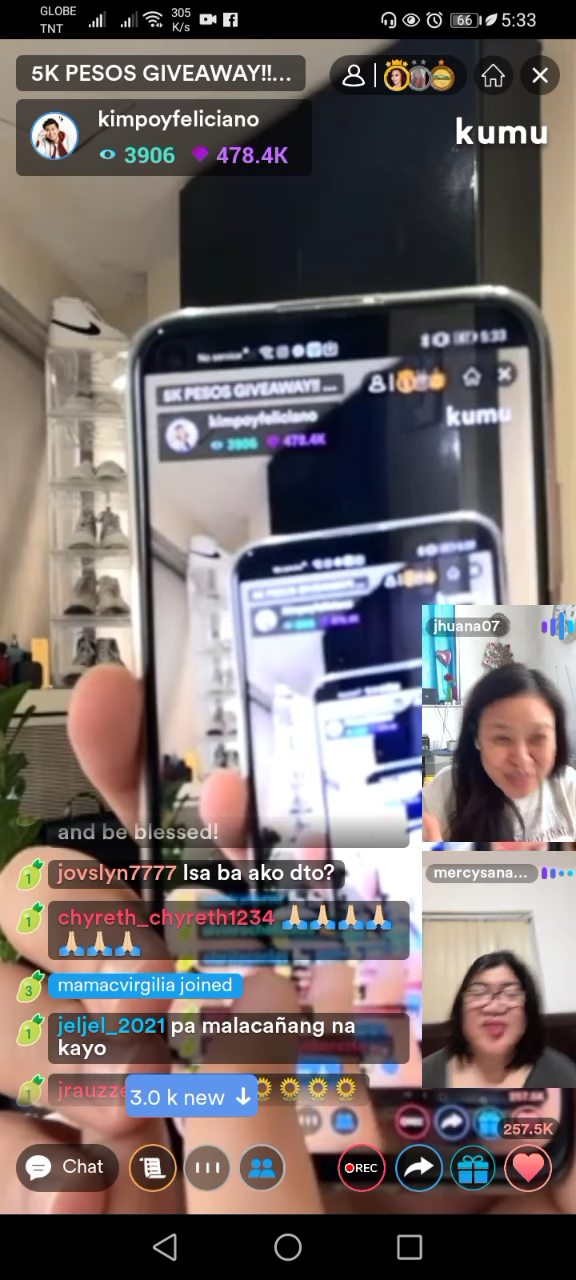 GLOBE
TNT
305
K/s
66
5:33
5K PESOS GIVEAWAY!!...
kimpoyfeliciano
3906
478.4K
kumu
5:33
No service
5K PESOS GIVEAWAY!! ...
kimpoyfeliciano
3906
478.4K
kumu
jhuana07
and be blessed!
1
jovslyn7777 Isa ba ako dto?
mercysana...
1
chyreth_chyreth1234 🙏🏻🙏🏻🙏🏻🙏🏻
🙏🏻🙏🏻🙏🏻
3
mamacvirgilia joined
1
jeljel_2021 pa malacañang na
kayo
1
jrauzze
🌻🌻🌻🌻
3.0 k new ↓
257.5K
Chat
REC